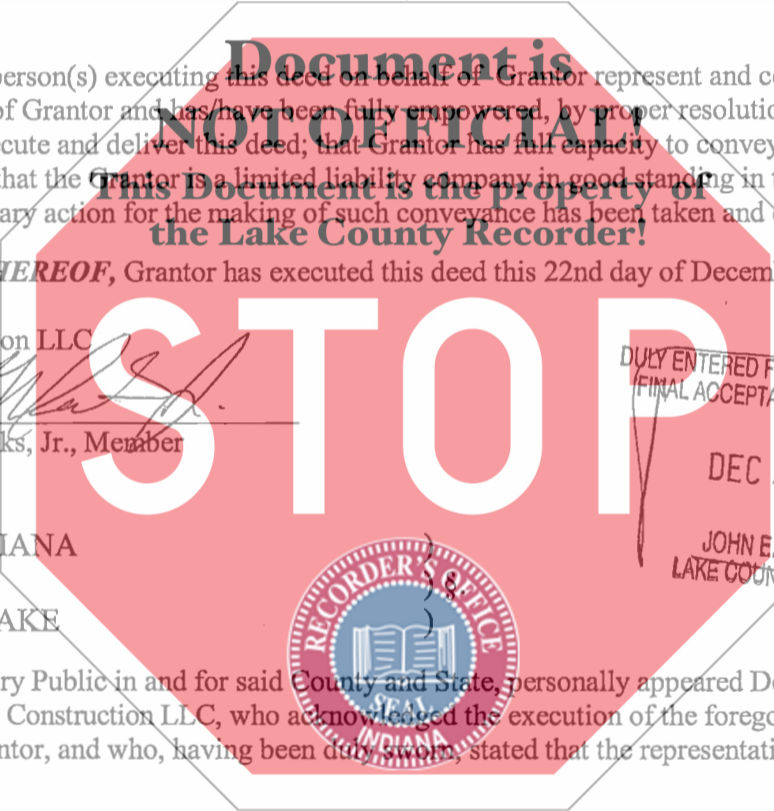 Document is
person(s) executing this deed on behalf of Grantor represent and c
of Grantor and has/have been fully empowered, by proper resolutio
NOT OFFICIAL!
cute and deliver this deed; that Grantor has full capacity to convey
that the Grantor is a limited liability company in good standing in
This Document is the property of
ary action for the making of such conveyance has been taken and
the Lake County Recorder!
HEREOF, Grantor has executed this deed this 22nd day of Decem
STOP
on LLC
DULY ENTERED F
FINAL ACCEPTA
ks, Jr., Member
DEC
IANA )
JOHN E.
) §.
LAKE COUN
AKE )
RECORDER'S OFFICE
SEAL
INDIANA
ry Public in and for said County and State, personally appeared D
Construction LLC, who acknowledged the execution of the forego
ntor, and who, having been duly sworn, stated that the representati